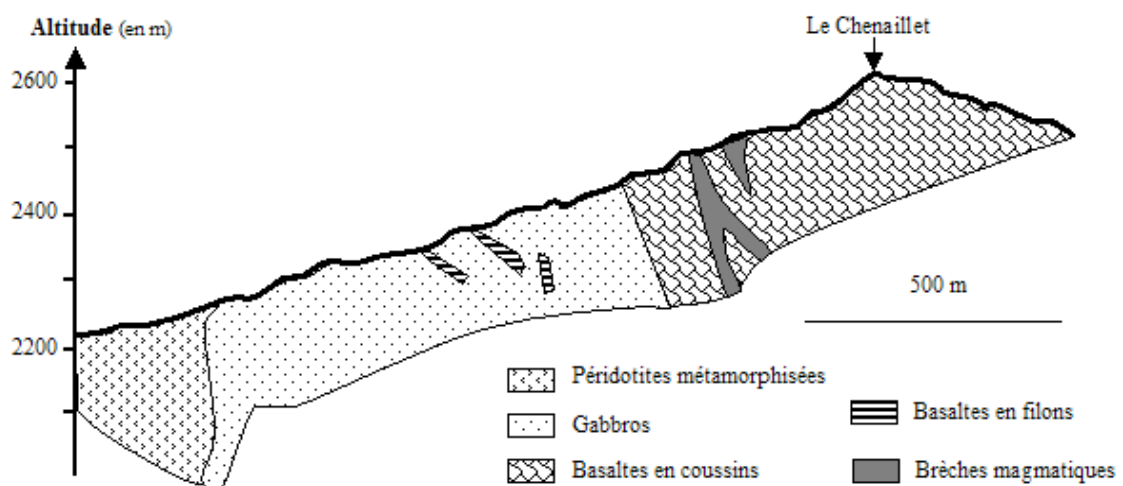 Altitude (en m)
Le Chenaillet
2600
2400
2200
500 m
Péridotites métamorphisées
Gabbros
Basaltes en coussins
Basaltes en filons
Brèches magmatiques